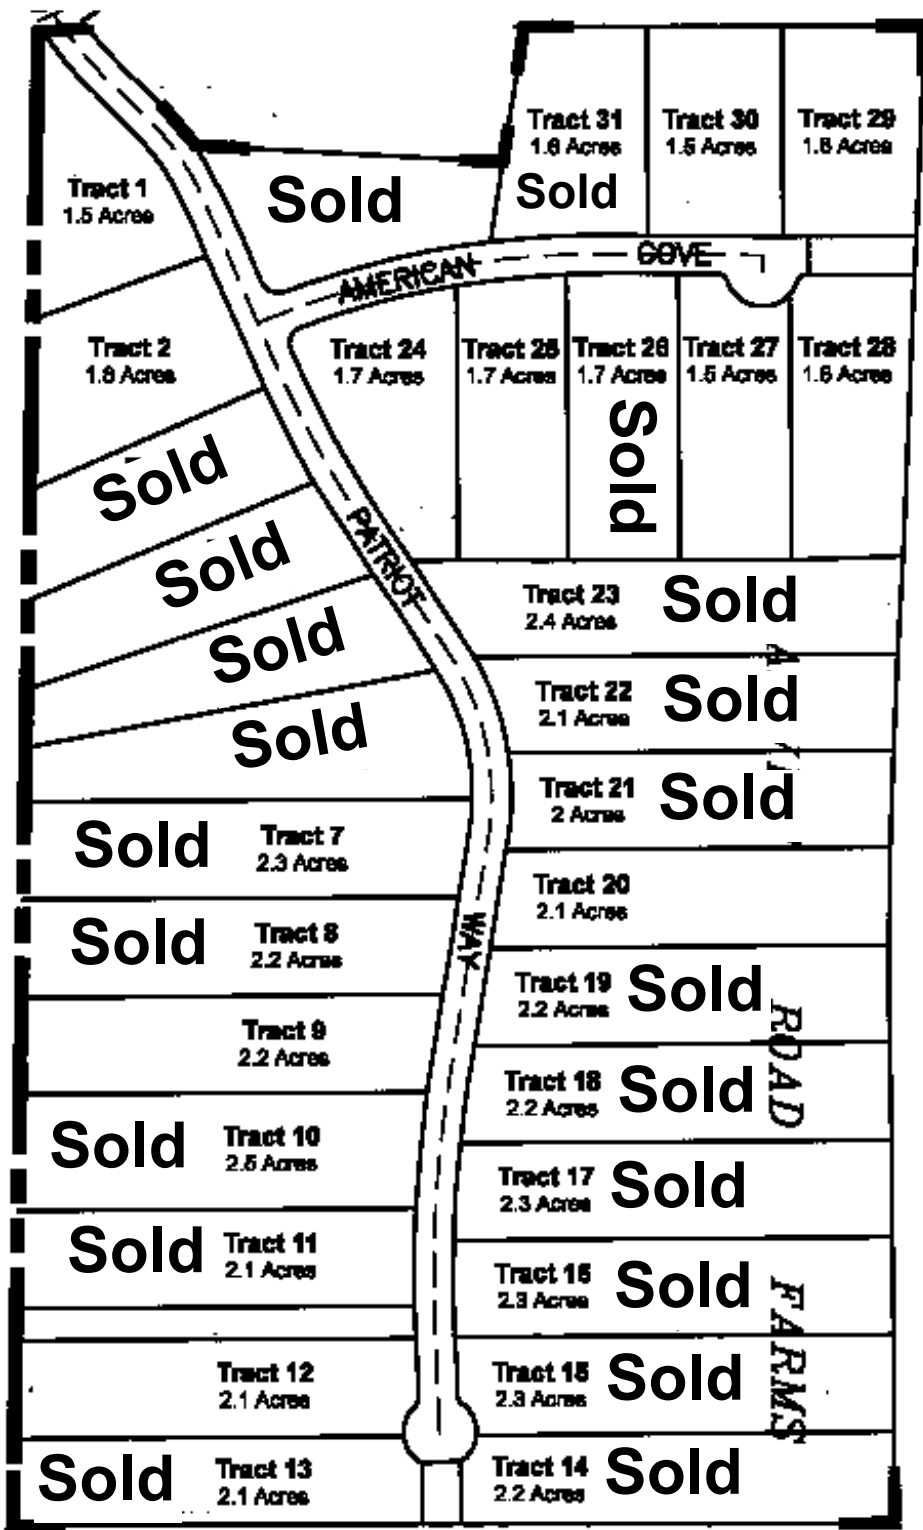 Tract 31
1.6 Acres
Sold
Tract 30
1.5 Acres
Tract 29
1.8 Acres
Tract 1
1.5 Acres
Sold
AMERICAN COVE
Tract 2
1.8 Acres
Tract 24
1.7 Acres
Tract 25
1.7 Acres
Tract 26
1.7 Acres
Sold
Tract 27
1.5 Acres
Tract 28
1.6 Acres
Sold
Sold
Sold
Sold
PATRIOT WAY
Tract 23
2.4 Acres
Sold
Tract 22
2.1 Acres
Sold
Tract 21
2 Acres
Sold
Sold
Tract 7
2.3 Acres
Tract 20
2.1 Acres
Sold
Tract 8
2.2 Acres
Tract 19
2.2 Acres
Sold
Tract 9
2.2 Acres
Tract 18
2.2 Acres
Sold
Sold
Tract 10
2.5 Acres
Tract 17
2.3 Acres
Sold
Sold
Tract 11
2.1 Acres
Tract 16
2.3 Acres
Sold
Tract 12
2.1 Acres
Tract 15
2.3 Acres
Sold
Sold
Tract 13
2.1 Acres
Tract 14
2.2 Acres
Sold
ROAD FARMS